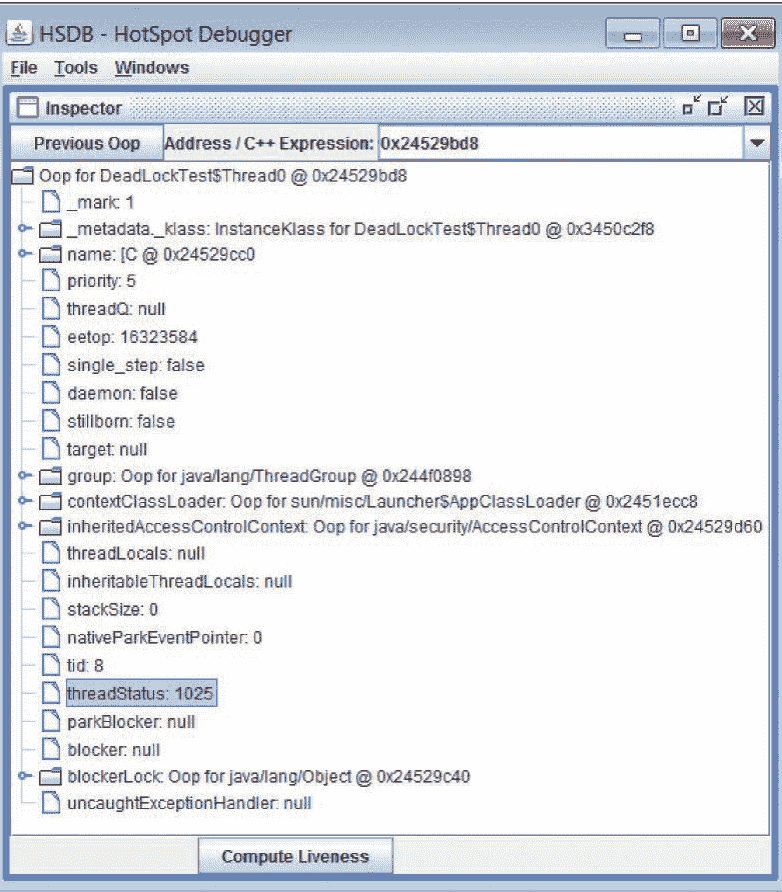 HSDB - HotSpot Debugger
File Tools Windows
Inspector
Previous Oop Address / C++ Expression: 0x24529bd8
Oop for DeadLockTest$Thread0 @ 0x24529bd8
_mark: 1
_metadata._klass: InstanceKlass for DeadLockTest$Thread0 @ 0x3450c2f8
name: [C @ 0x24529cc0
priority: 5
threadQ: null
eetop: 16323584
single_step: false
daemon: false
stillborn: false
target: null
group: Oop for java/lang/ThreadGroup @ 0x244f0898
contextClassLoader: Oop for sun/misc/Launcher$AppClassLoader @ 0x2451ecc8
inheritedAccessControlContext: Oop for java/security/AccessControlContext @ 0x24529d60
threadLocals: null
inheritableThreadLocals: null
stackSize: 0
nativeParkEventPointer: 0
tid: 8
threadStatus: 1025
parkBlocker: null
blocker: null
blockerLock: Oop for java/lang/Object @ 0x24529c40
uncaughtExceptionHandler: null
Compute Liveness